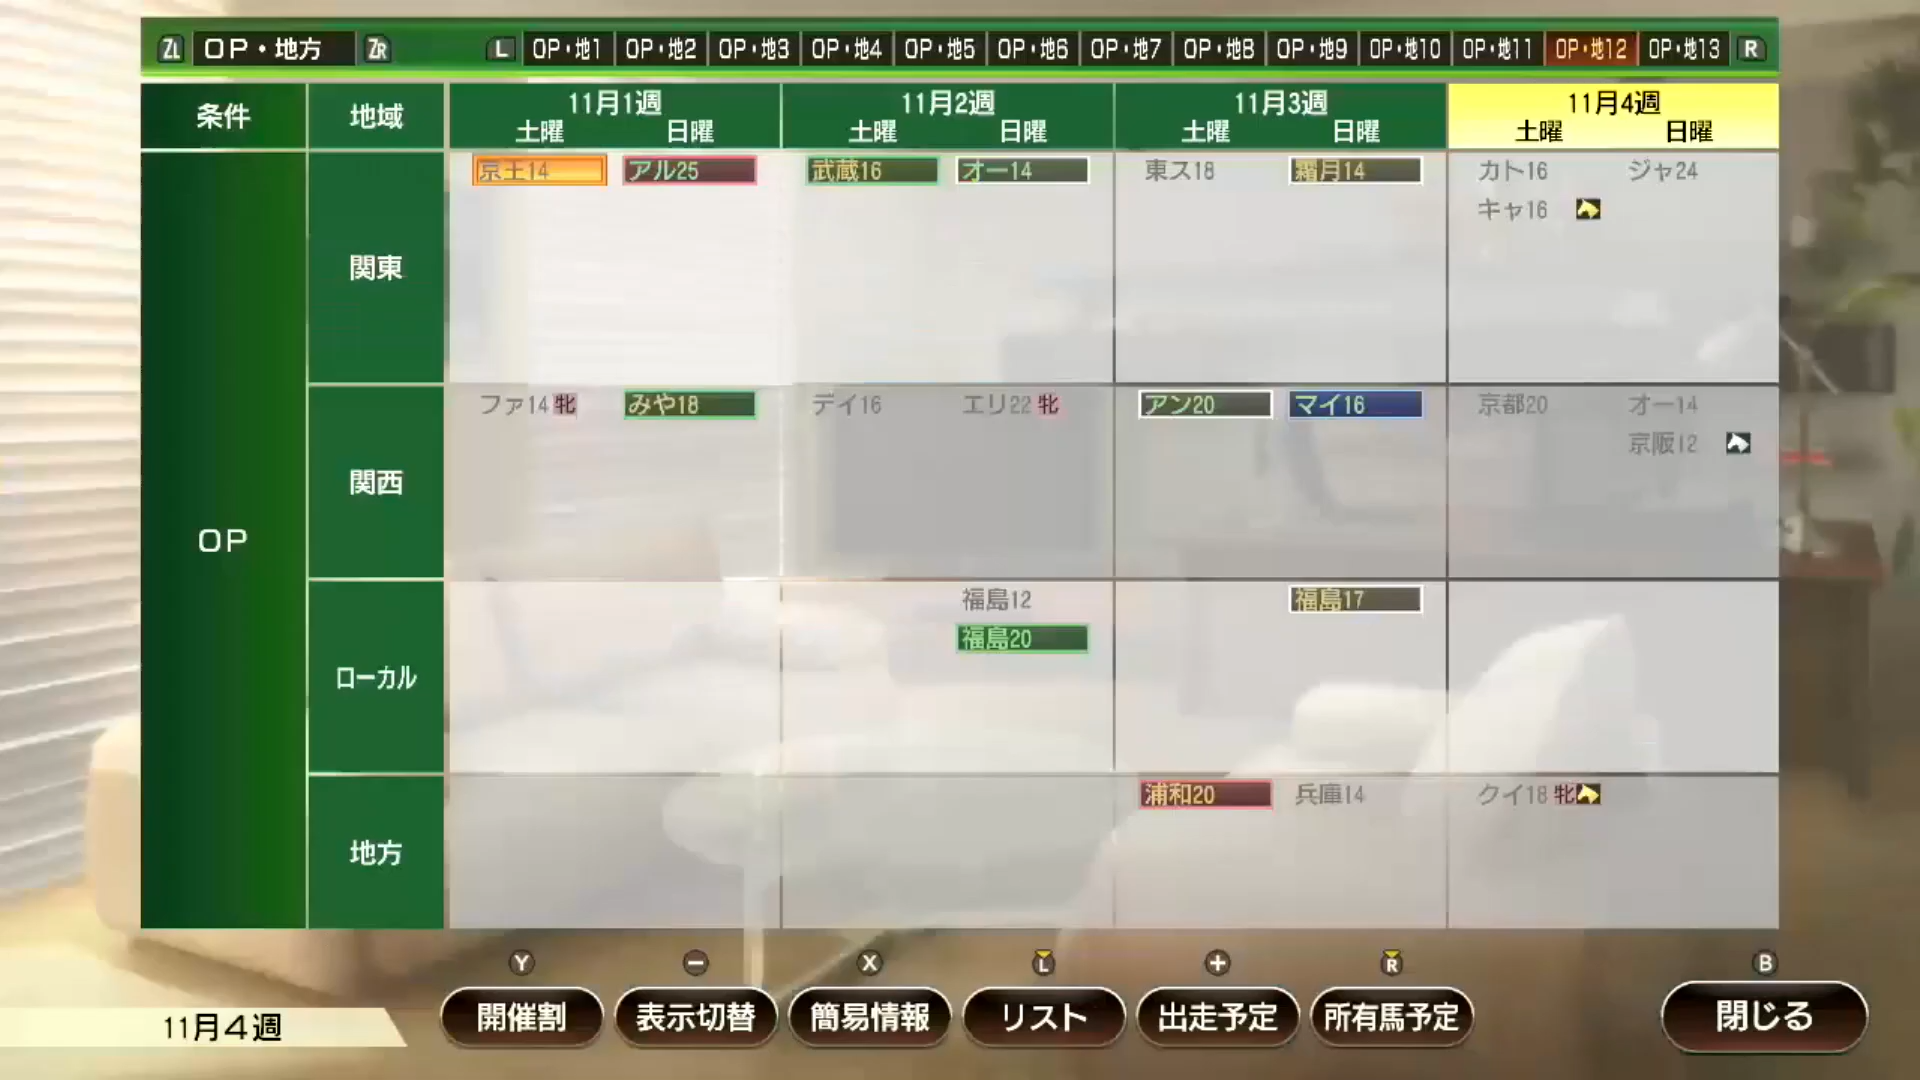 ZL OP・地方 ZR L OP・地1 OP・地2 OP・地3 OP・地4 OP・地5 OP・地6 OP・地7 OP・地8 OP・地9 OP・地10 OP・地11 OP・地12 OP・地13 R
条件 地域 11月1週 11月2週 11月3週 11月4週
土曜 日曜 土曜 日曜 土曜 日曜 土曜 日曜
京王14 アル25 武蔵16 オー14 東ス18 霜月14 カト16 ジャ24
キャ16
関東
ファ14 牝 みや18 デイ16 エリ22 牝 アン20 マイ16 京都20 オー14
京阪12
関西
OP
福島12 福島17
福島20
ローカル
浦和20 兵庫14 クイ18 牝
地方
Y - X L + R B
開催割 表示切替 簡易情報 リスト 出走予定 所有馬予定 閉じる
11月4週